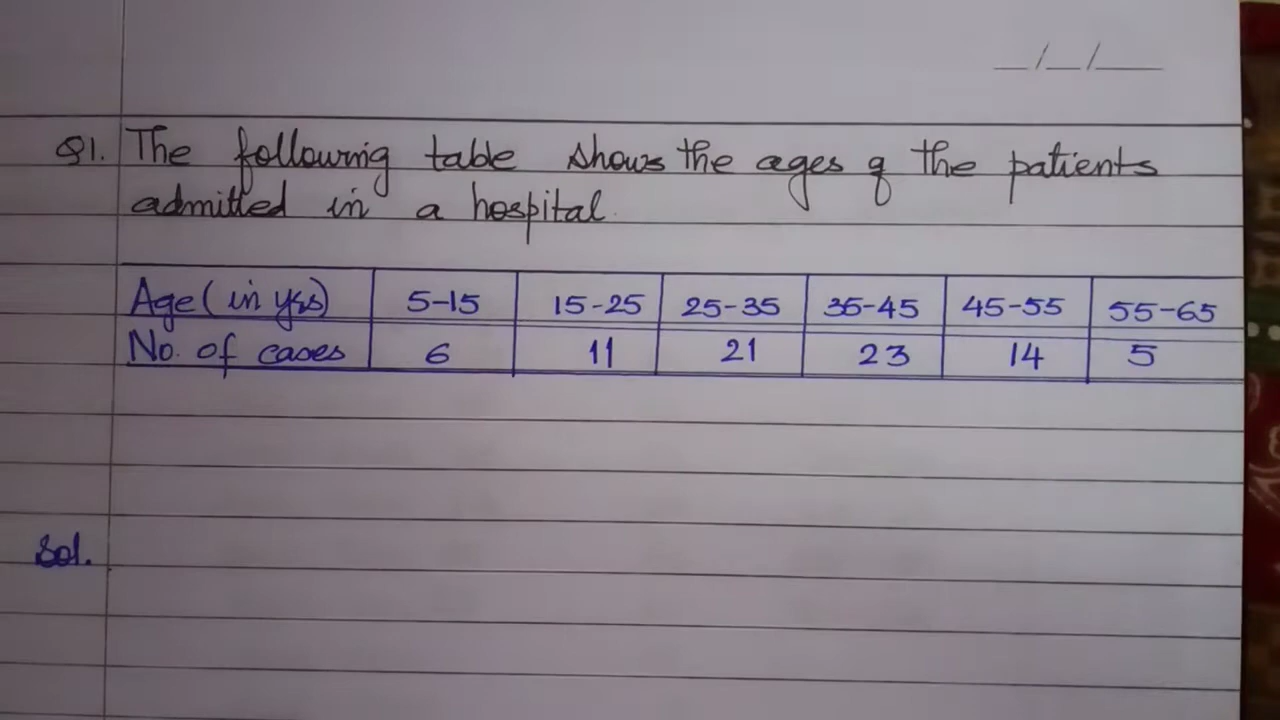 __/__/____
Q1. The following table shows the ages of the patients
admitted in a hospital.
Age (in yrs) 5-15 15-25 25-35 35-45 45-55 55-65
No. of cases 6 11 21 23 14 5
Sol.